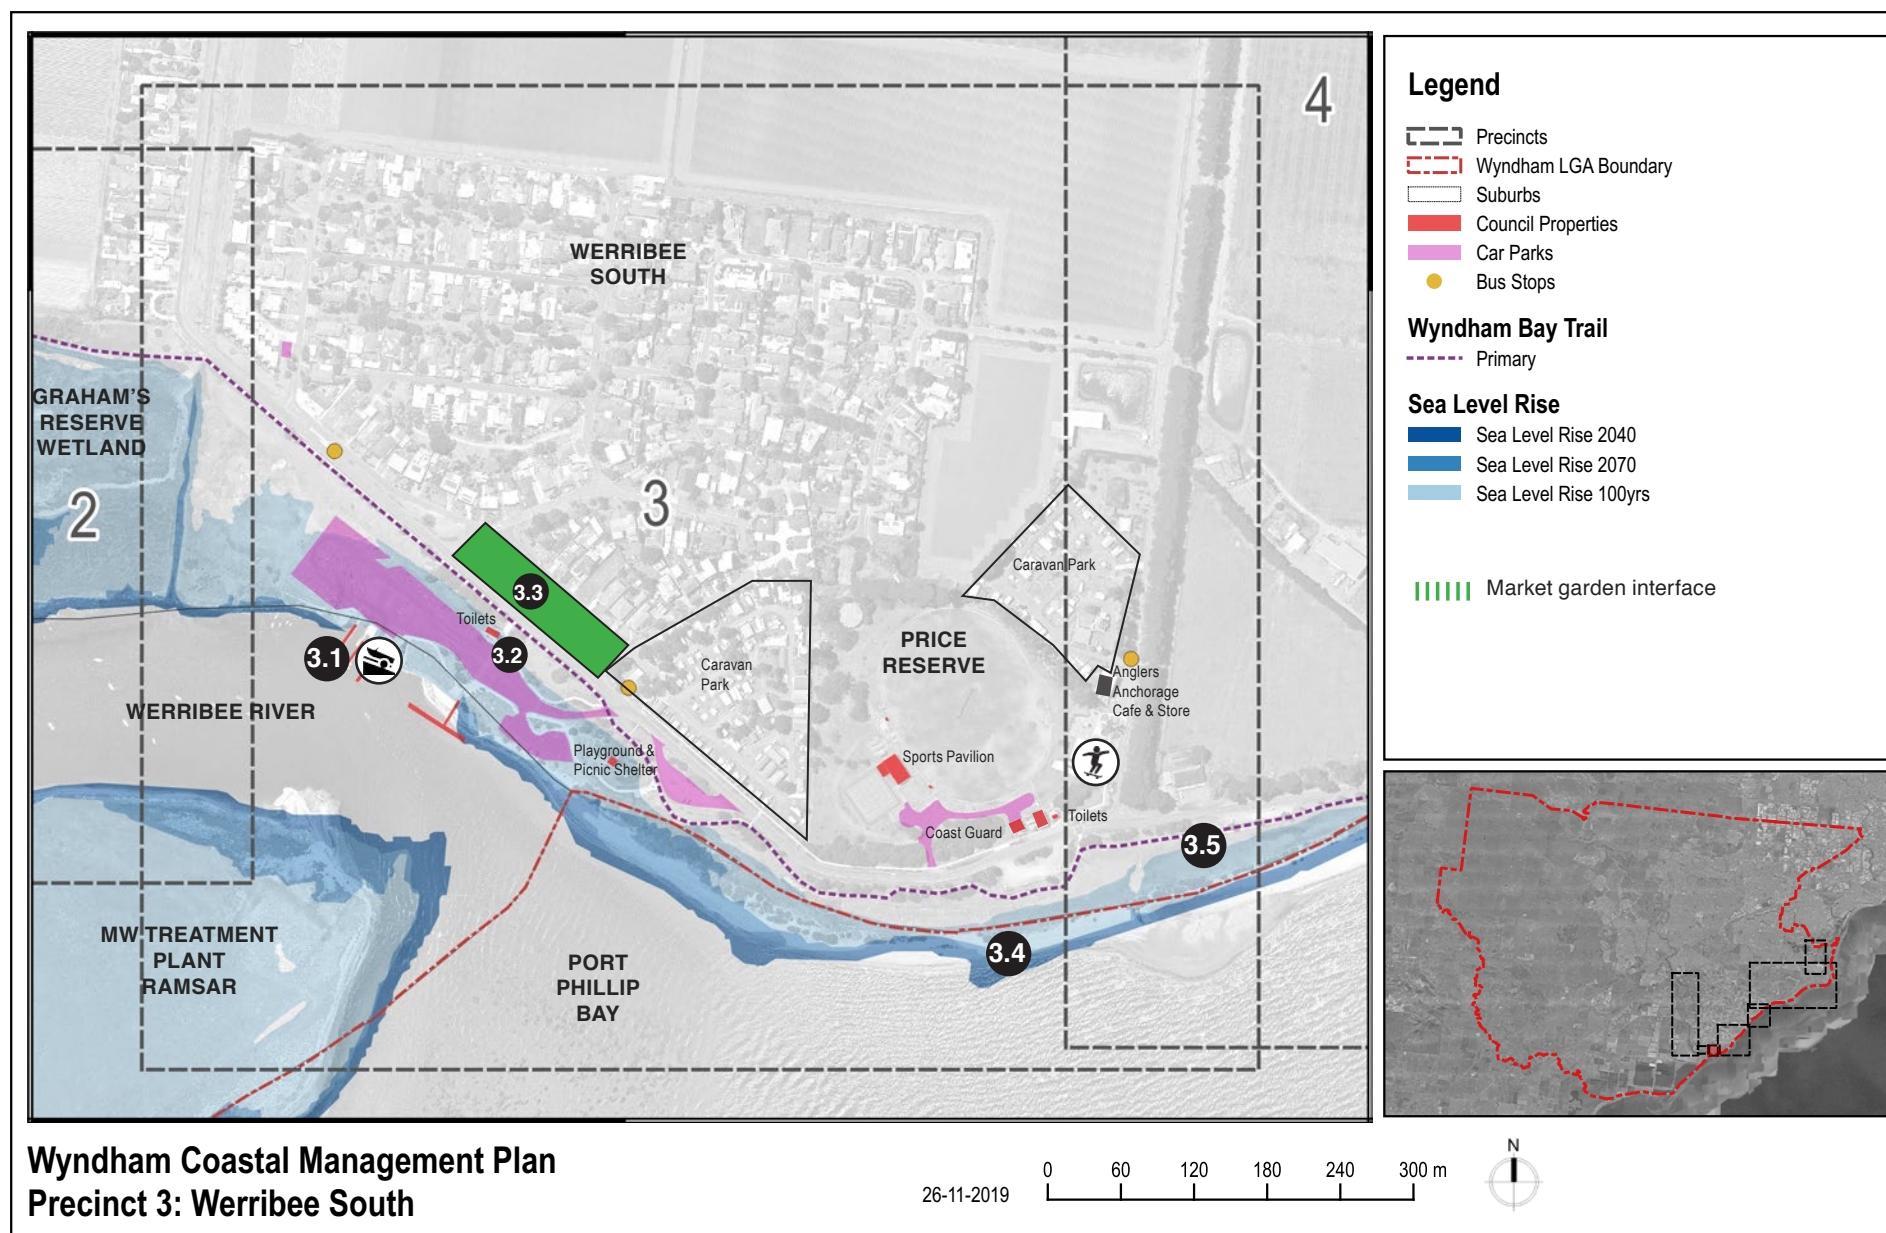 4
WERRIBEE
SOUTH
GRAHAM'S
RESERVE
WETLAND
2
3
3.3
Toilets
3.1
3.2
Caravan Park
Caravan
Park
PRICE
RESERVE
Anglers
Anchorage
Cafe & Store
WERRIBEE RIVER
Playground &
Picnic Shelter
Sports Pavilion
Coast Guard
Toilets
3.5
3.4
MW TREATMENT
PLANT
RAMSAR
PORT
PHILLIP
BAY
Legend
Precincts
Wyndham LGA Boundary
Suburbs
Council Properties
Car Parks
Bus Stops
Wyndham Bay Trail
Primary
Sea Level Rise
Sea Level Rise 2040
Sea Level Rise 2070
Sea Level Rise 100yrs
Market garden interface
Wyndham Coastal Management Plan
Precinct 3: Werribee South
26-11-2019
0 60 120 180 240 300 m
N